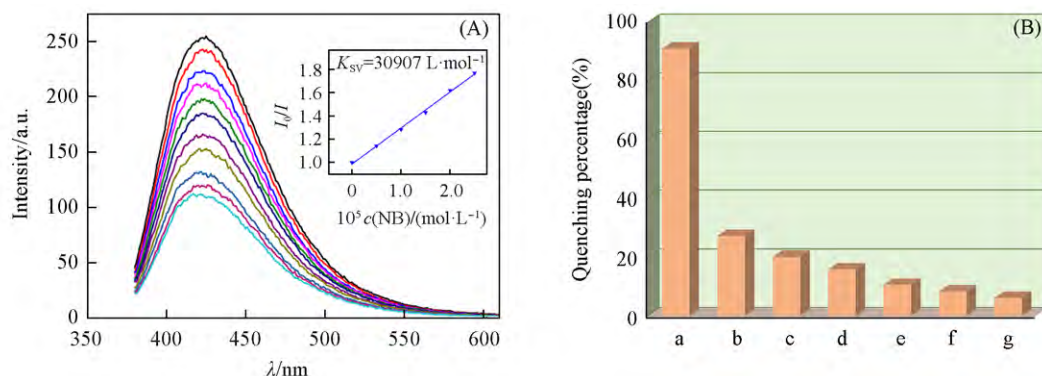 (A)
Intensity/a.u.
250
200
150
100
50
0
350
400
450
500
550
600
λ/nm
K_SV=30907 L·mol⁻¹
I₀/I
1.8
1.6
1.4
1.2
1.0
0
1.0
2.0
10⁵ c(NB)/(mol·L⁻¹)
(B)
Quenching percentage(%)
100
80
60
40
20
0
a
b
c
d
e
f
g